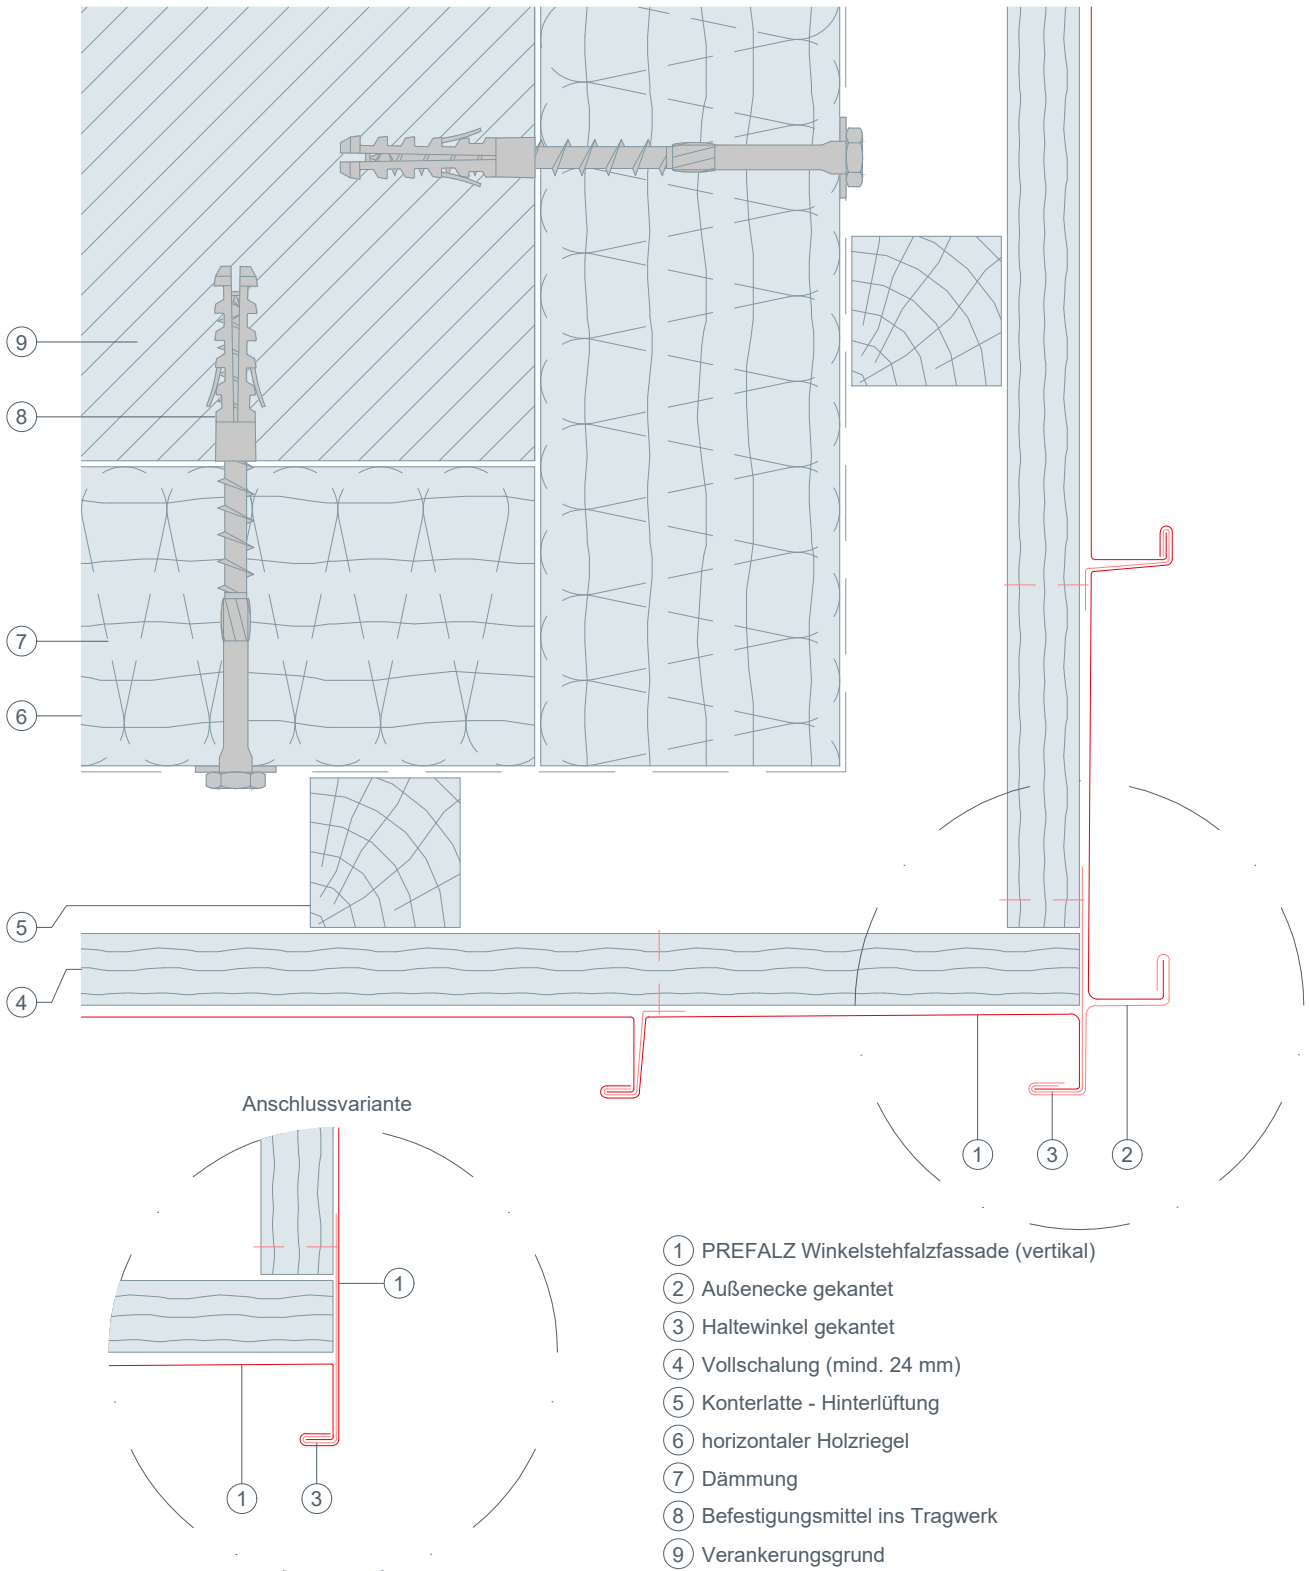 9
8
7
6
5
4
Anschlussvariante
1 3 2
1
1 3
1 PREFALZ Winkelstehfalzfassade (vertikal)
2 Außenecke gekantet
3 Haltewinkel gekantet
4 Vollschalung (mind. 24 mm)
5 Konterlatte - Hinterlüftung
6 horizontaler Holzriegel
7 Dämmung
8 Befestigungsmittel ins Tragwerk
9 Verankerungsgrund